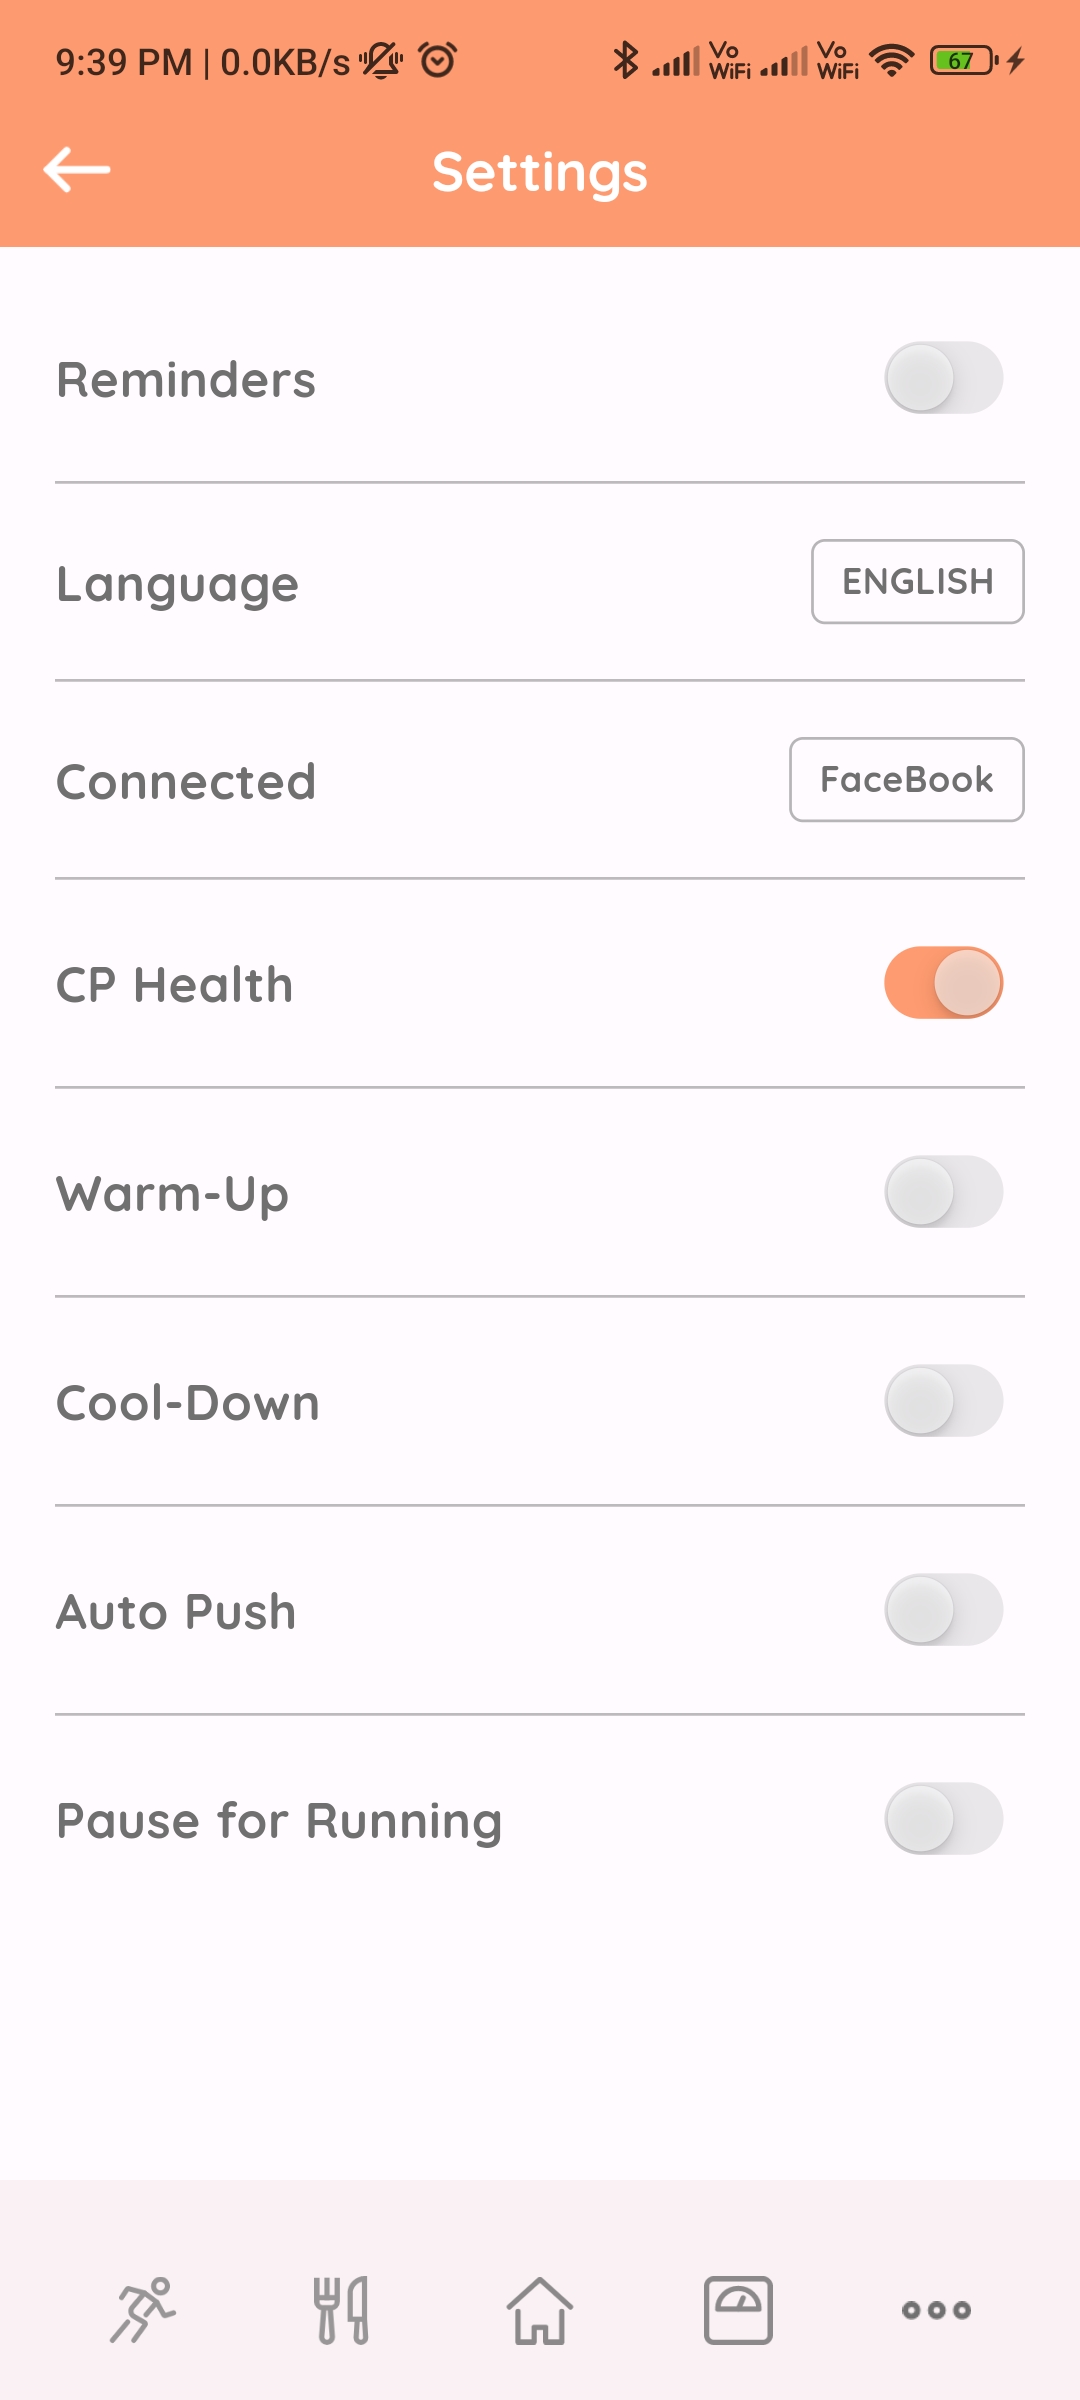 9:39 PM | 0.0KB/s Vo WiFi Vo WiFi 67
Settings
Reminders
Language ENGLISH
Connected FaceBook
CP Health
Warm-Up
Cool-Down
Auto Push
Pause for Running